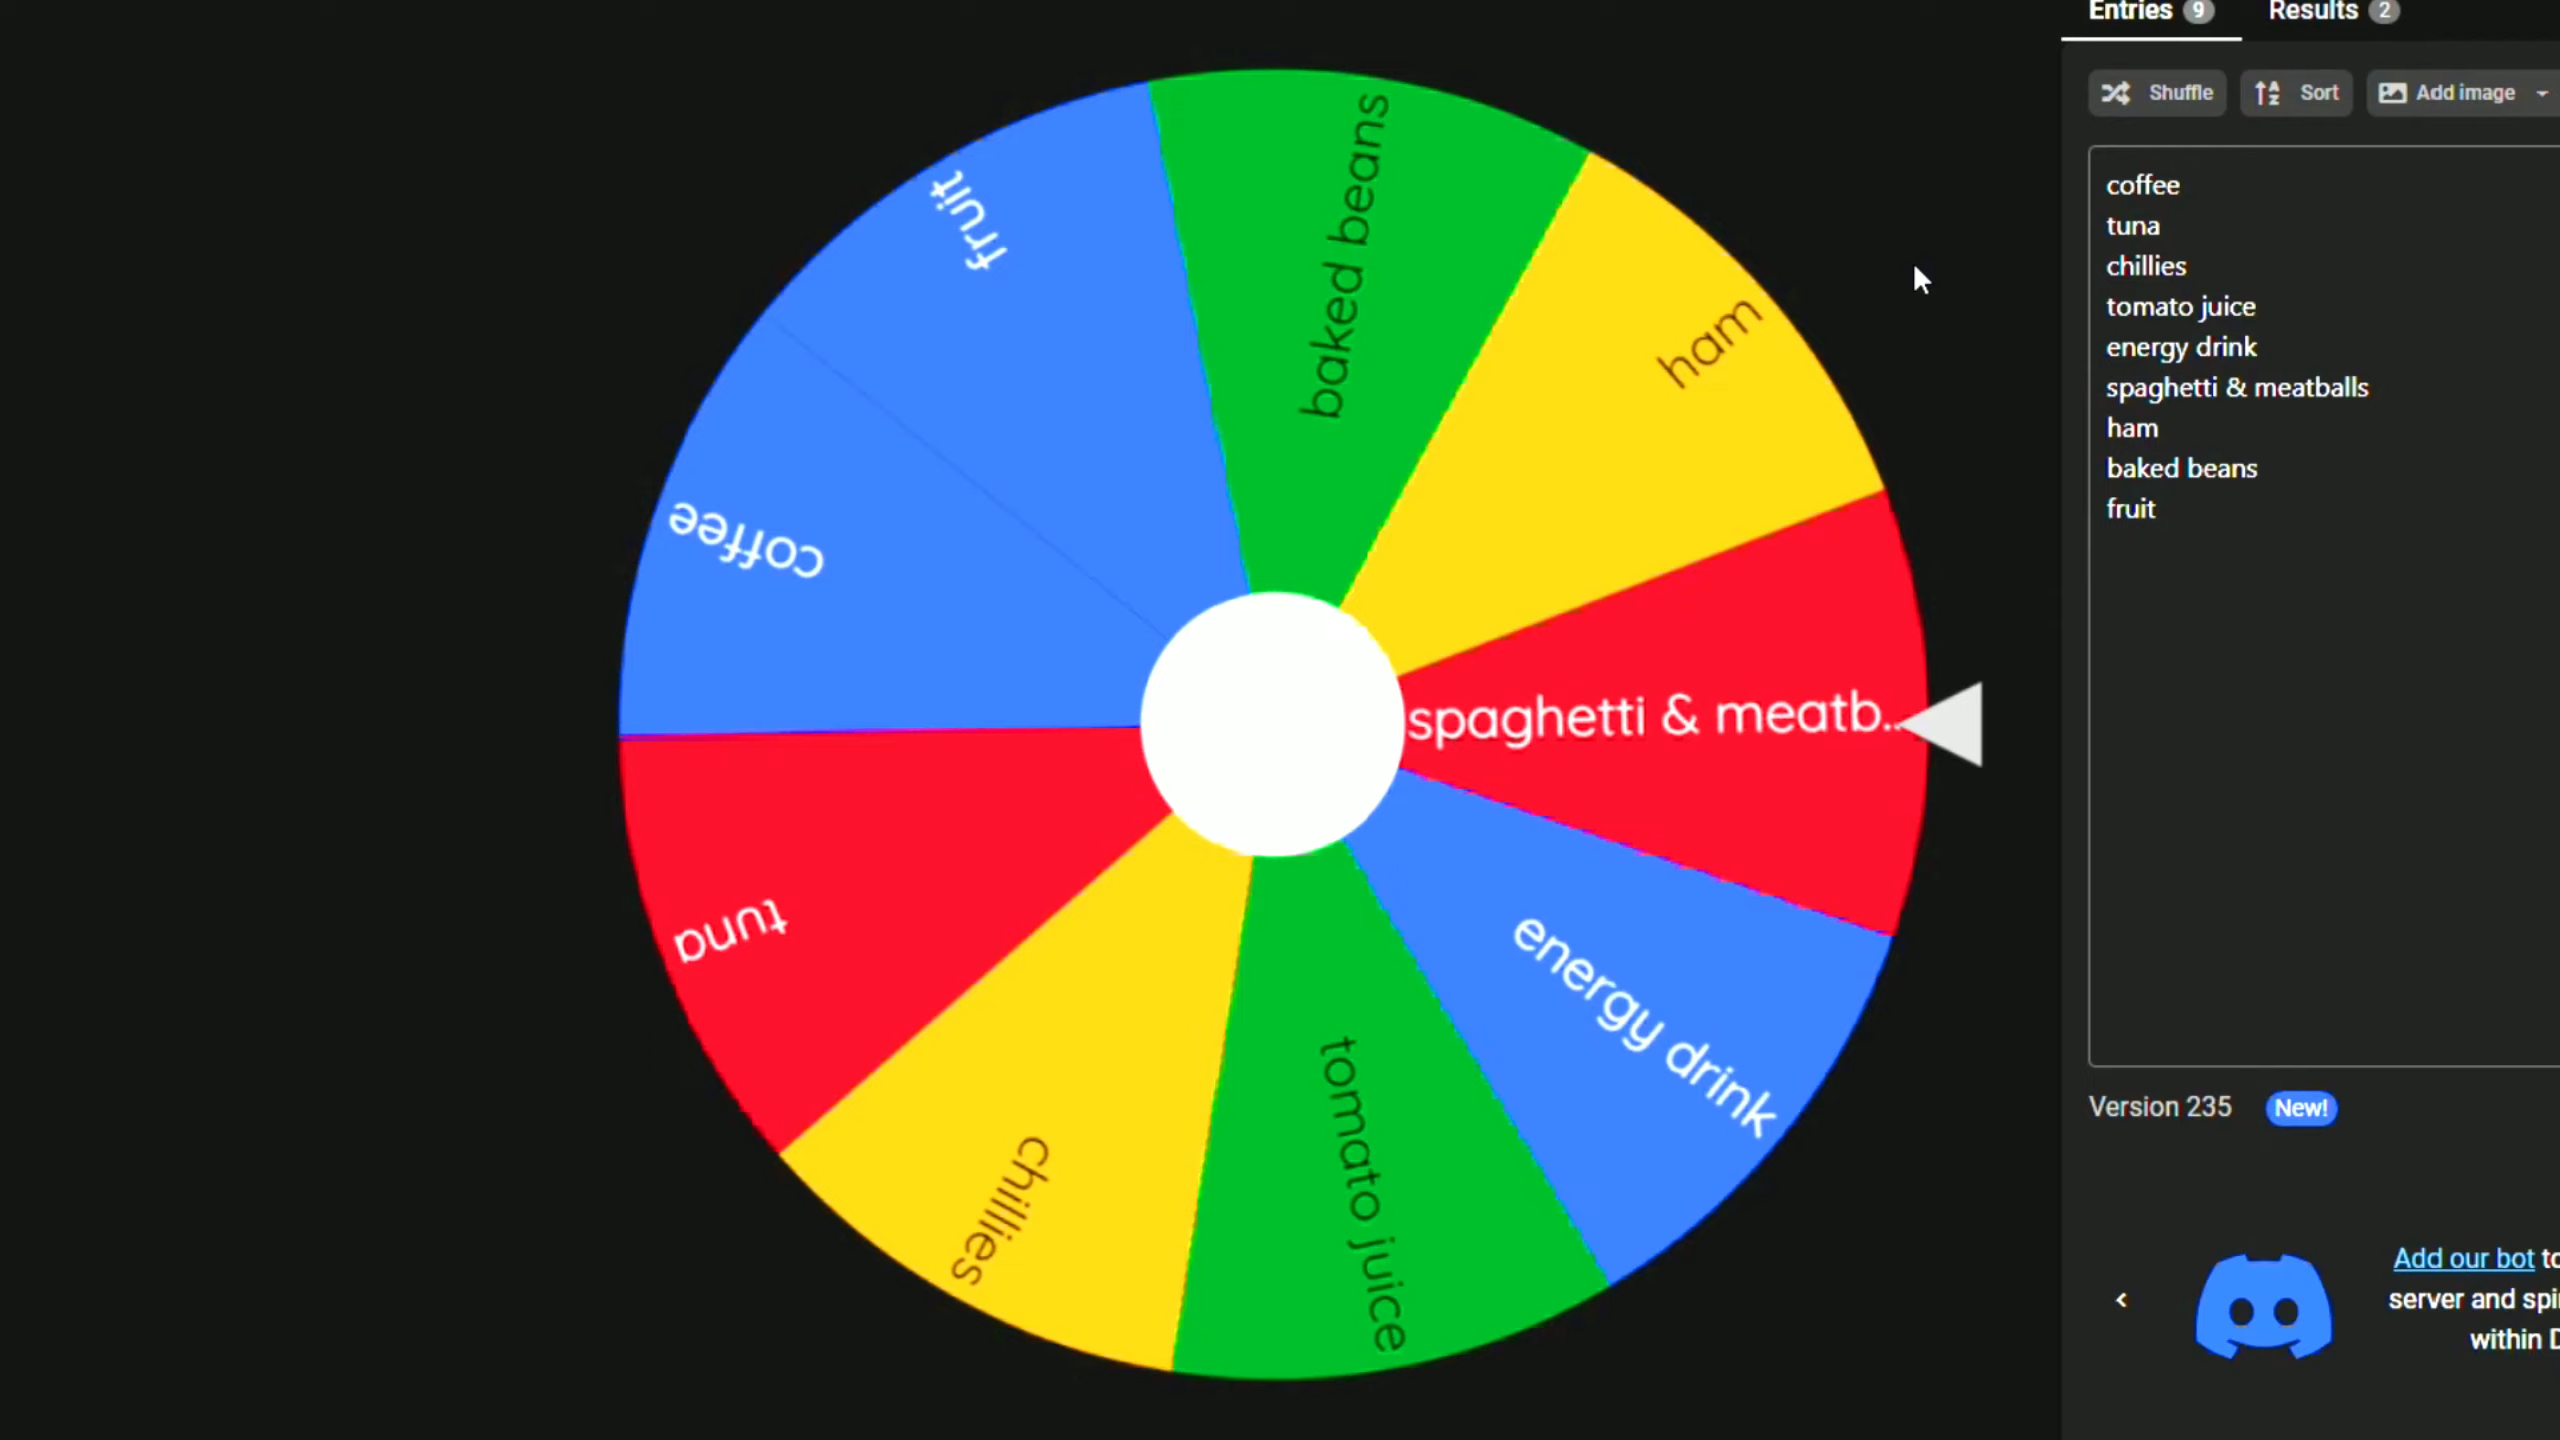 Entries 9 Results 2
Shuffle Sort Add image
coffee
tuna
chillies
tomato juice
energy drink
spaghetti & meatballs
ham
baked beans
fruit
baked beans
ham
spaghetti & meatb..
energy drink
tomato juice
chillies
tuna
coffee
fruit
Version 235 New!
Add our bot to
server and spi
within D